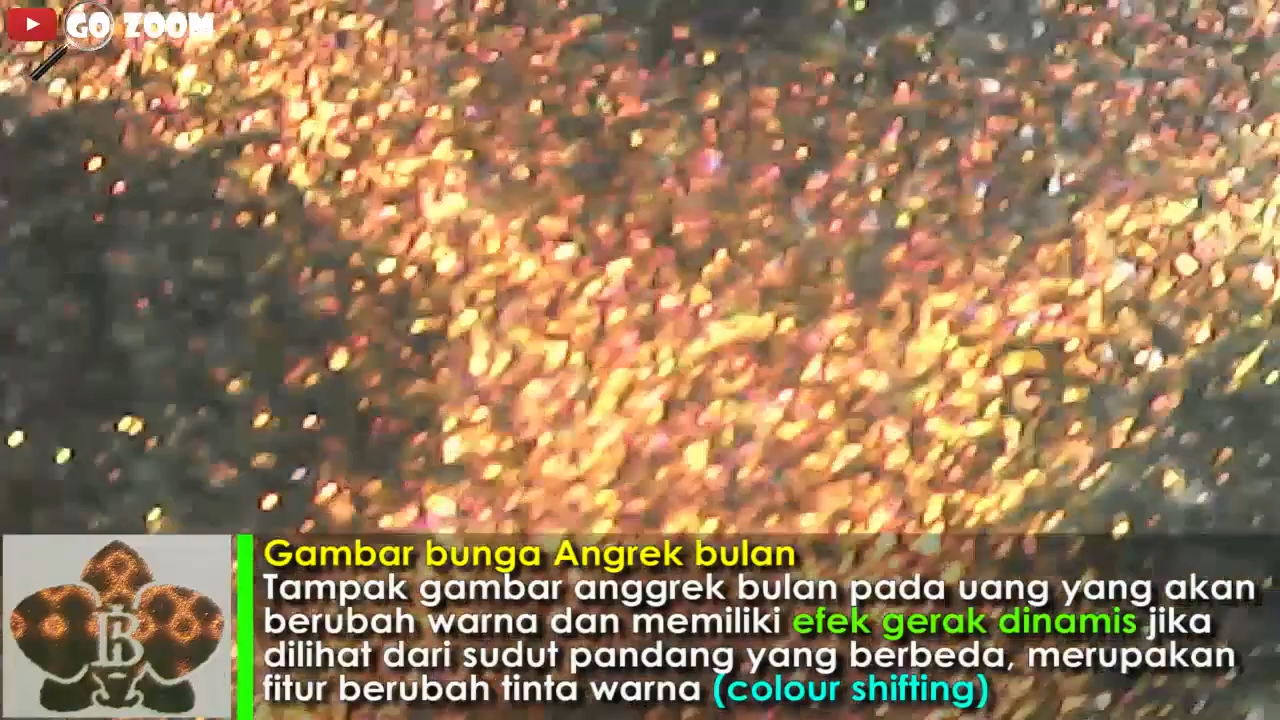 GO ZOOM
Gambar bunga Angrek bulan
Tampak gambar anggrek bulan pada uang yang akan
berubah warna dan memiliki efek gerak dinamis jika
dilihat dari sudut pandang yang berbeda, merupakan
fitur berubah tinta warna (colour shifting)